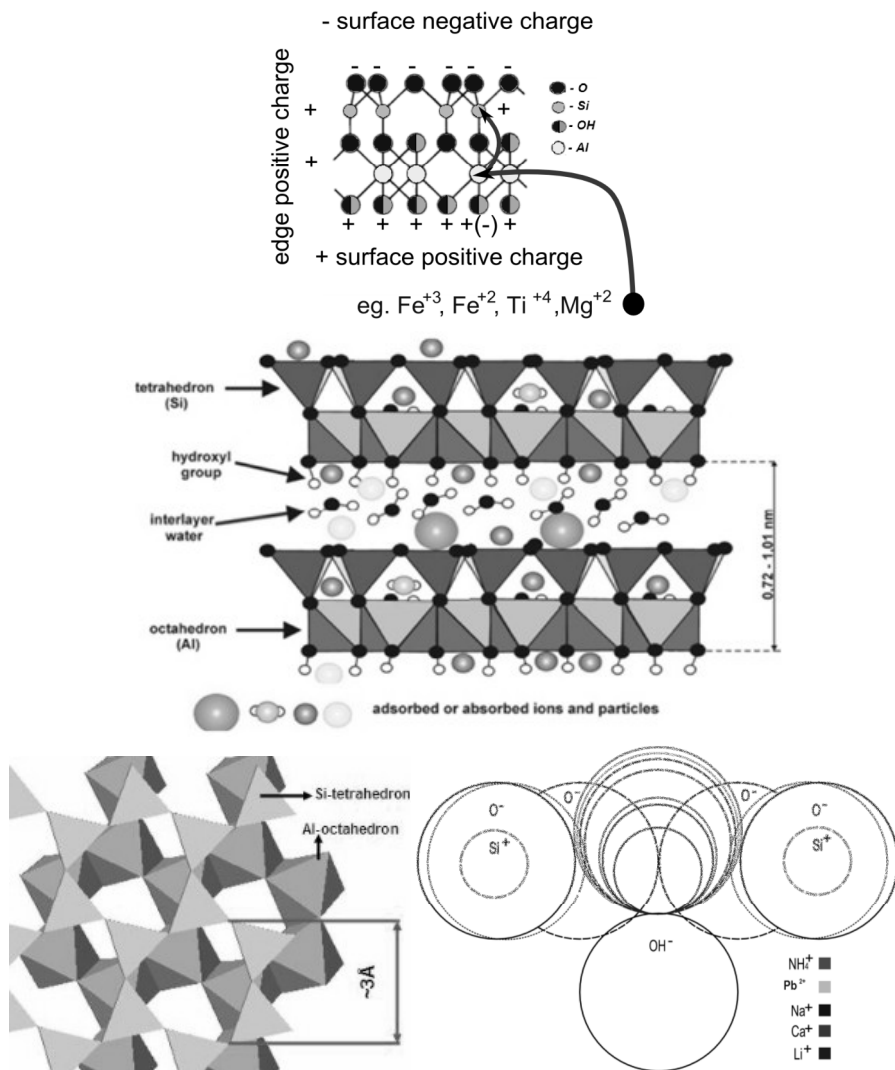 - surface negative charge
edge positive charge
- - - - - -
+ +
+
- O
- Si
- OH
- Al
+ + + + +(-) +
+ surface positive charge
eg. Fe+3, Fe+2, Ti +4,Mg+2
tetrahedron
(Si)
hydroxyl
group
interlayer
water
octahedron
(Al)
0,72 - 1,01 nm
adsorbed or absorbed ions and particles
Si-tetrahedron
Al-octahedron
~3Å
O- O- O- O-
Si+ Si+
OH-
NH4+
Pb 2+
Na+
Ca+
Li+